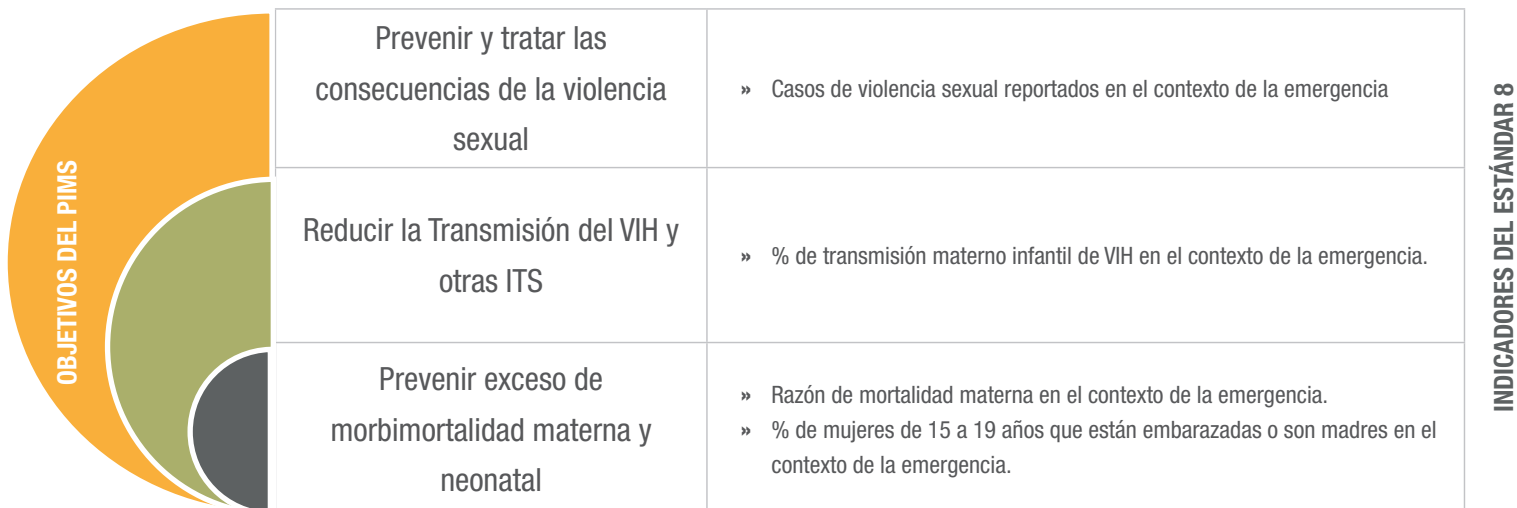 OBJETIVOS DEL PIMS
Prevenir y tratar las
consecuencias de la violencia
sexual
» Casos de violencia sexual reportados en el contexto de la emergencia
Reducir la Transmisión del VIH y
otras ITS
» % de transmisión materno infantil de VIH en el contexto de la emergencia.
Prevenir exceso de
morbimortalidad materna y
neonatal
» Razón de mortalidad materna en el contexto de la emergencia.
» % de mujeres de 15 a 19 años que están embarazadas o son madres en el
contexto de la emergencia.
INDICADORES DEL ESTÁNDAR 8